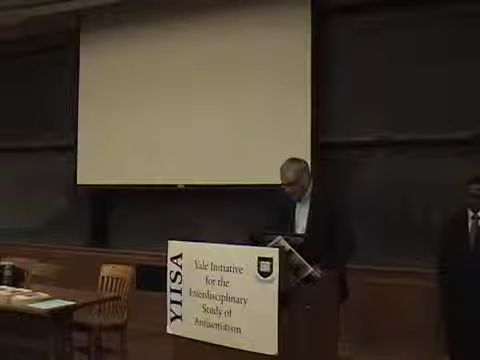 YIISA
Yale Initiative
for the
Interdisciplinary
Study of
Antisemitism